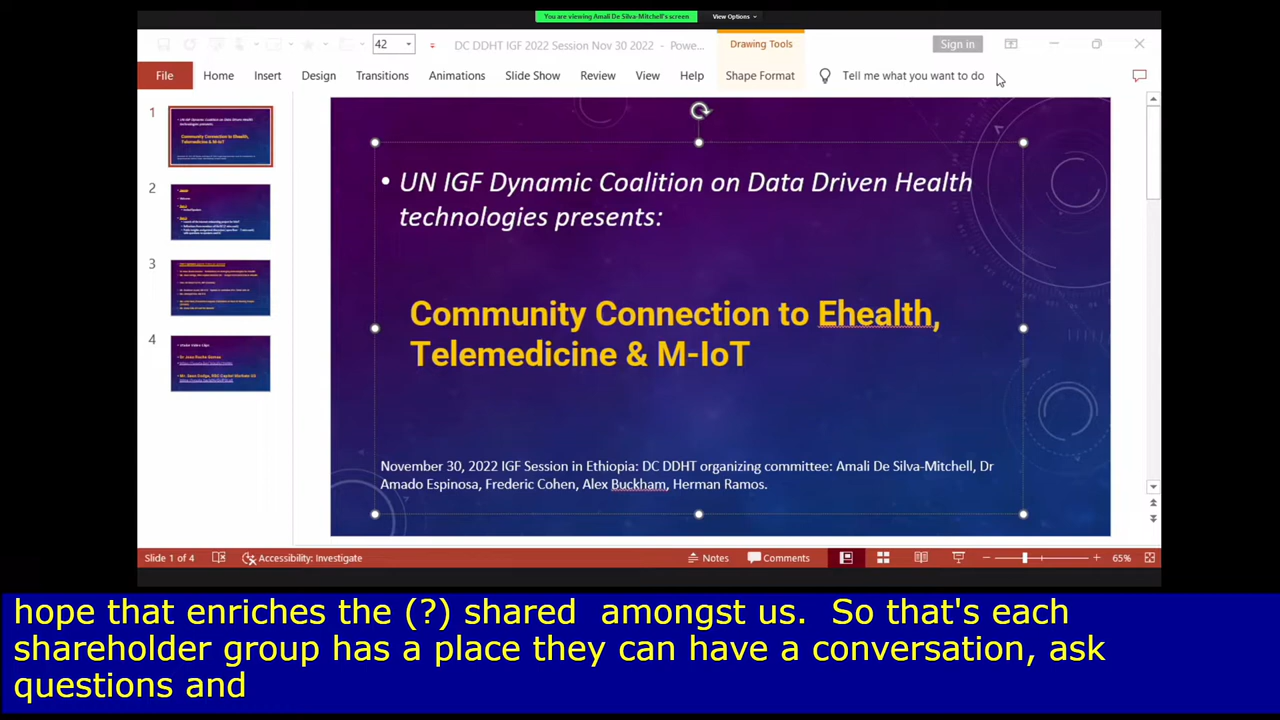 You are viewing Amali De Silva-Mitchell's screen
View Options
42
DC DDHT IGF 2022 Session Nov 30 2022 - Powe...
Drawing Tools
Sign in
File
Home
Insert
Design
Transitions
Animations
Slide Show
Review
View
Help
Shape Format
Tell me what you want to do
1
2
3
4
• UN IGF Dynamic Coalition on Data Driven Health
technologies presents:
Community Connection to Ehealth,
Telemedicine & M-IoT
November 30, 2022 IGF Session in Ethiopia: DC DDHT organizing committee: Amali De Silva-Mitchell, Dr
Amado Espinosa, Frederic Cohen, Alex Buckham, Herman Ramos.
Slide 1 of 4
Accessibility: Investigate
Notes
Comments
65%
hope that enriches the (?) shared  amongst us.  So that's each
shareholder group has a place they can have a conversation, ask
questions and